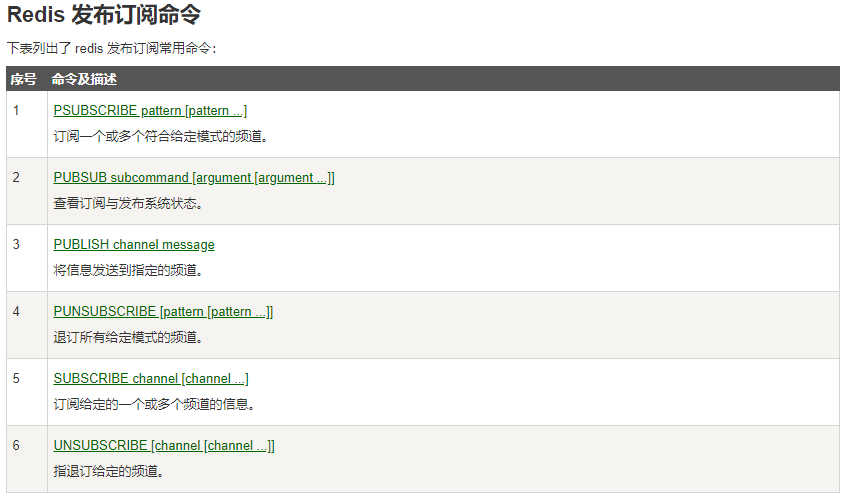 Redis 发布订阅命令
下表列出了 redis 发布订阅常用命令：
序号 命令及描述
1 PSUBSCRIBE pattern [pattern ...]
订阅一个或多个符合给定模式的频道。
2 PUBSUB subcommand [argument [argument ...]]
查看订阅与发布系统状态。
3 PUBLISH channel message
将信息发送到指定的频道。
4 PUNSUBSCRIBE [pattern [pattern ...]]
退订所有给定模式的频道。
5 SUBSCRIBE channel [channel ...]
订阅给定的一个或多个频道的信息。
6 UNSUBSCRIBE [channel [channel ...]]
指退订给定的频道。